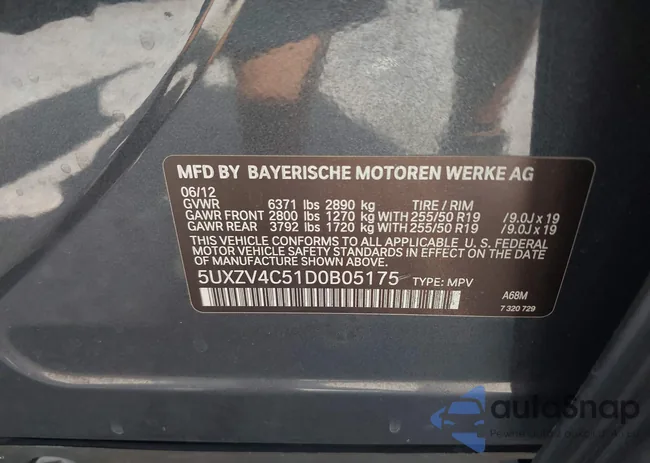 MFD BY BAYERISCHE MOTOREN WERKE AG
06/12
GVWR 6371 lbs 2890 kg TIRE / RIM
GAWR FRONT 2800 lbs 1270 kg WITH 255/50 R19 /9.0J x 19
GAWR REAR 3792 lbs 1720 kg WITH 255/50 R19 /9.0J x 19
THIS VEHICLE CONFORMS TO ALL APPLICABLE U. S. FEDERAL
MOTOR VEHICLE SAFETY STANDARDS IN EFFECT ON THE DATE
OF MANUFACTURE SHOWN ABOVE.
5UXZV4C51D0B05175 TYPE: MPV
A68M
7 320 729
autoSnap